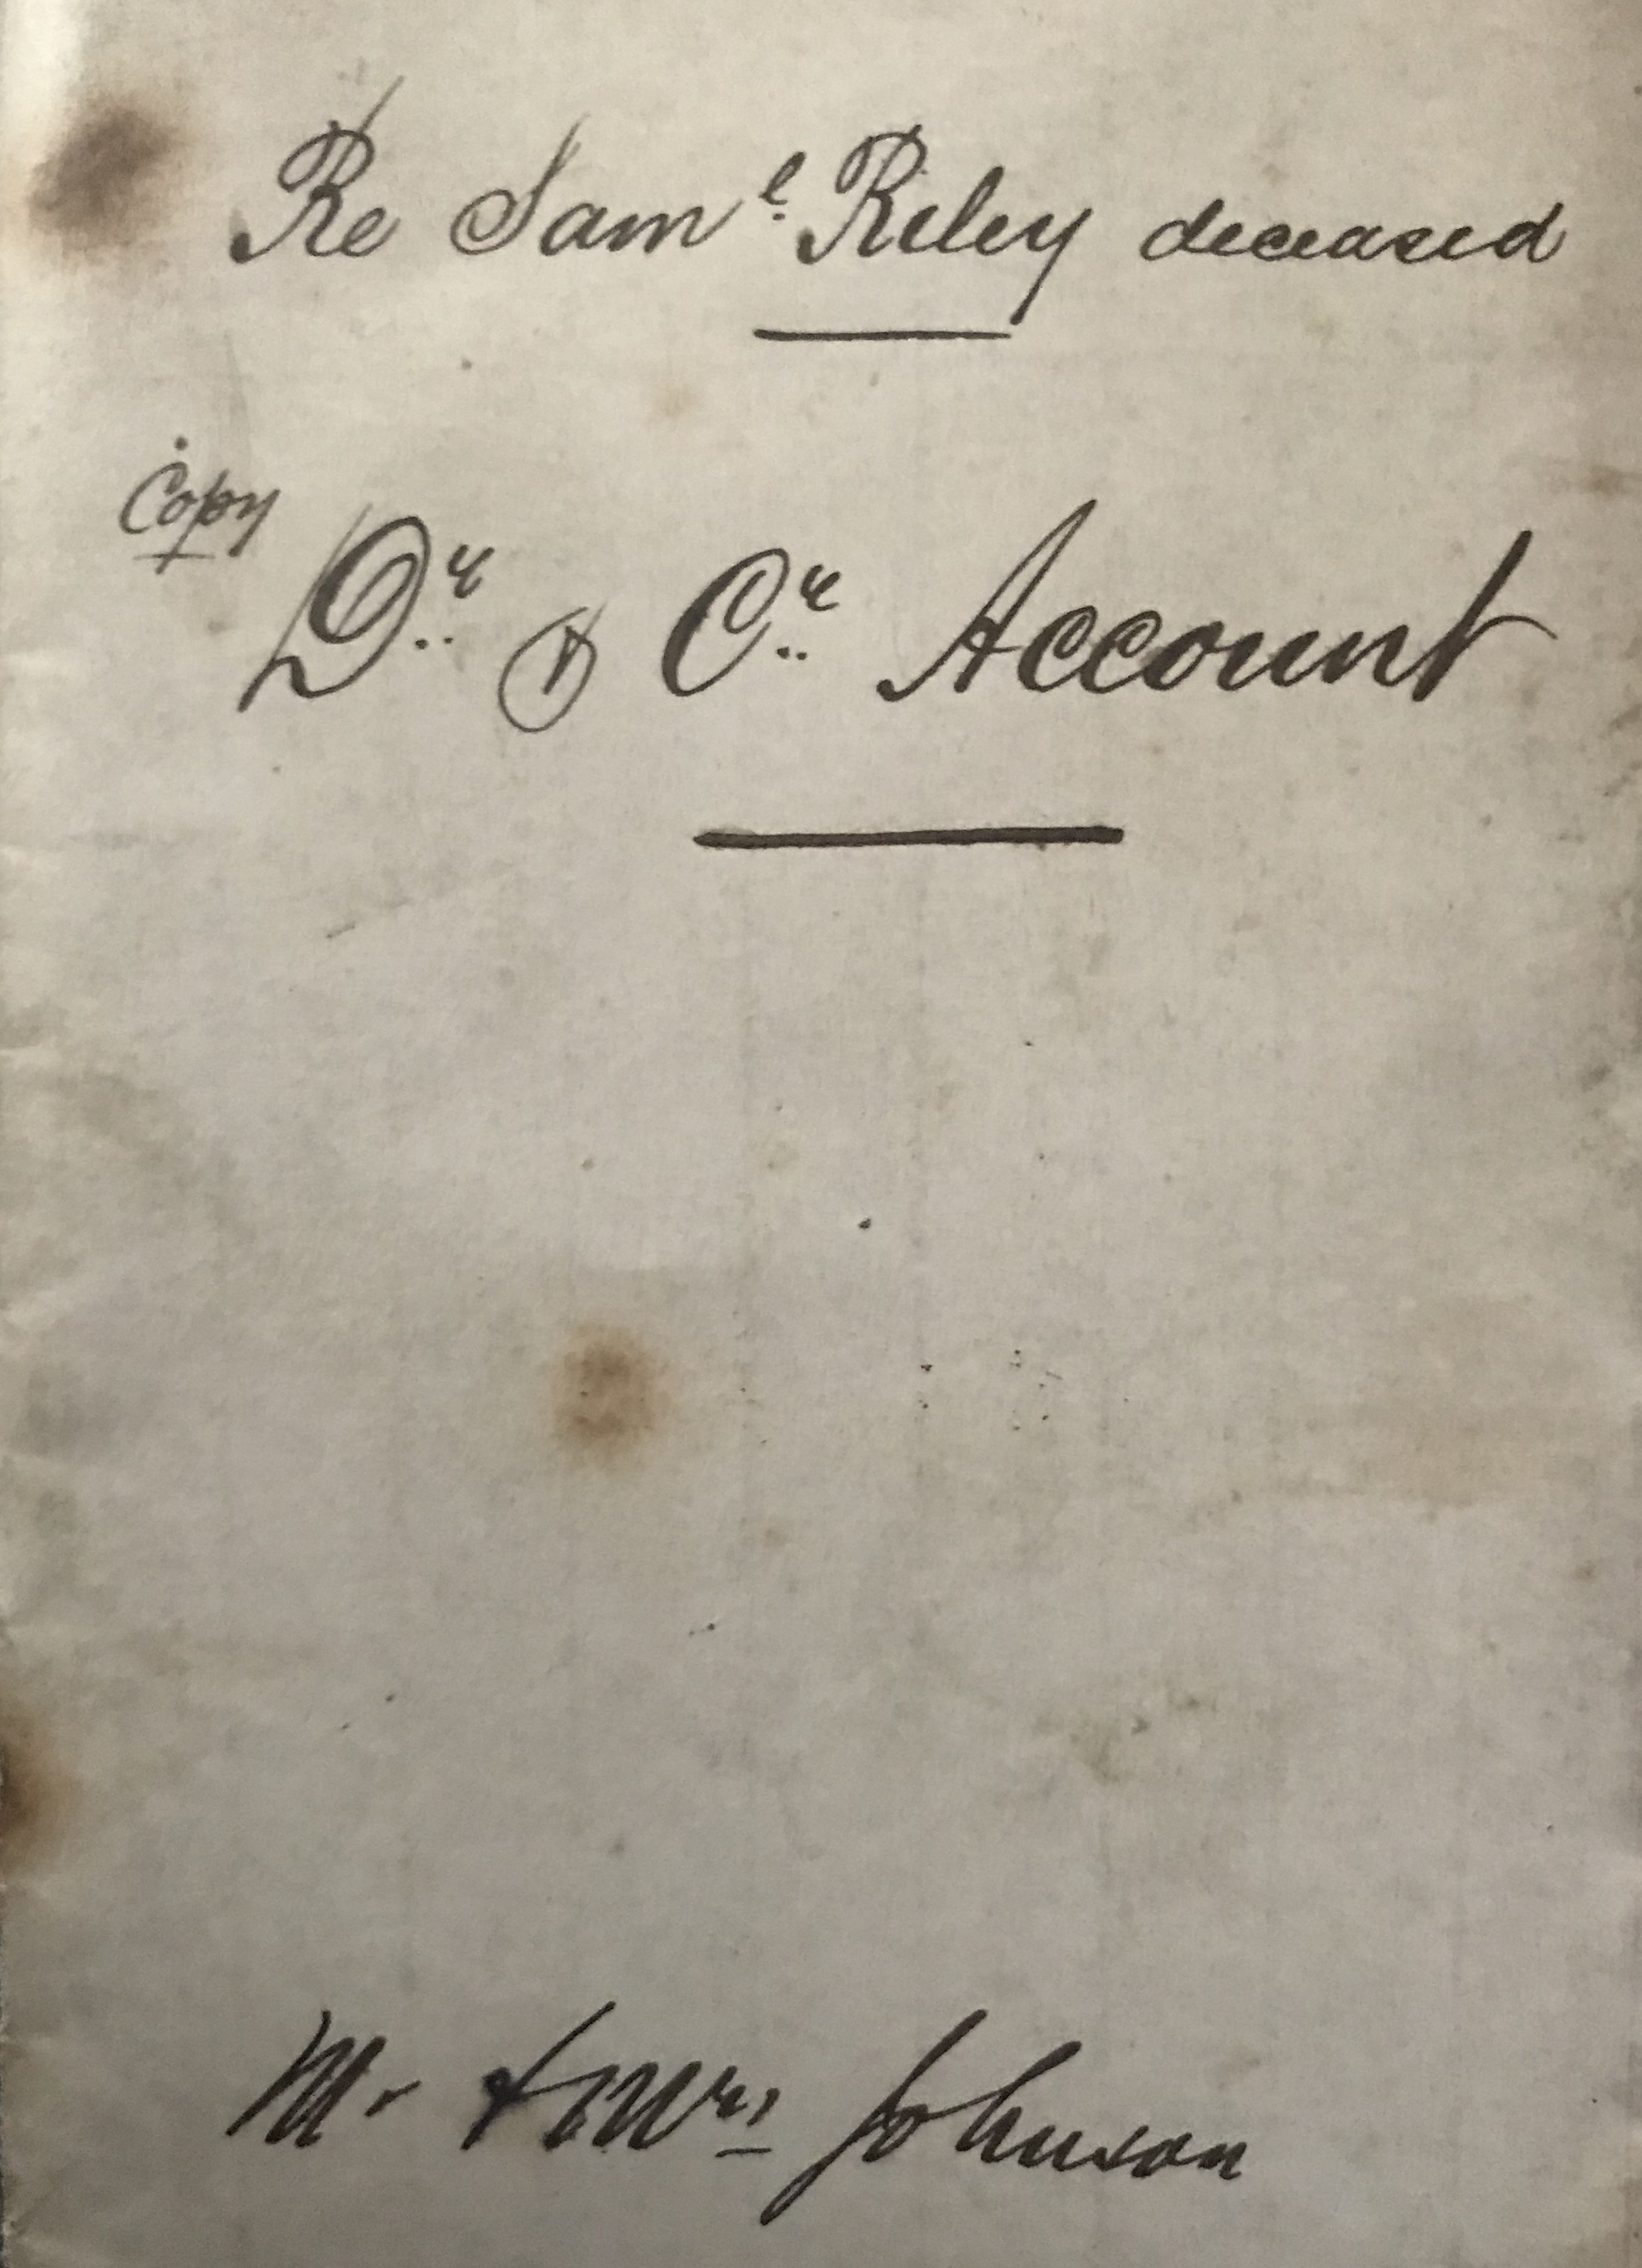 Re Saml. Riley deceased
Copy
Dr. & Cr. Account
Mr & Mrs Johnson